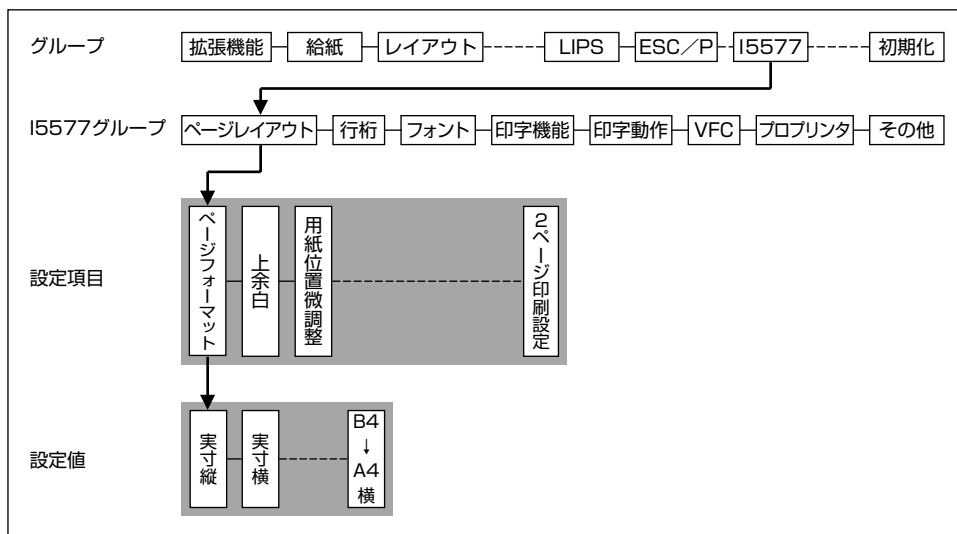 グループ 拡張機能 給紙 レイアウト LIPS ESC／P I5577 初期化
I5577グループ ページレイアウト 行桁 フォント 印字機能 印字動作 VFC プロプリンタ その他
設定項目 ページフォーマット 上余白 用紙位置微調整 2ページ印刷設定
設定値 実寸縦 実寸横 B4→A4横